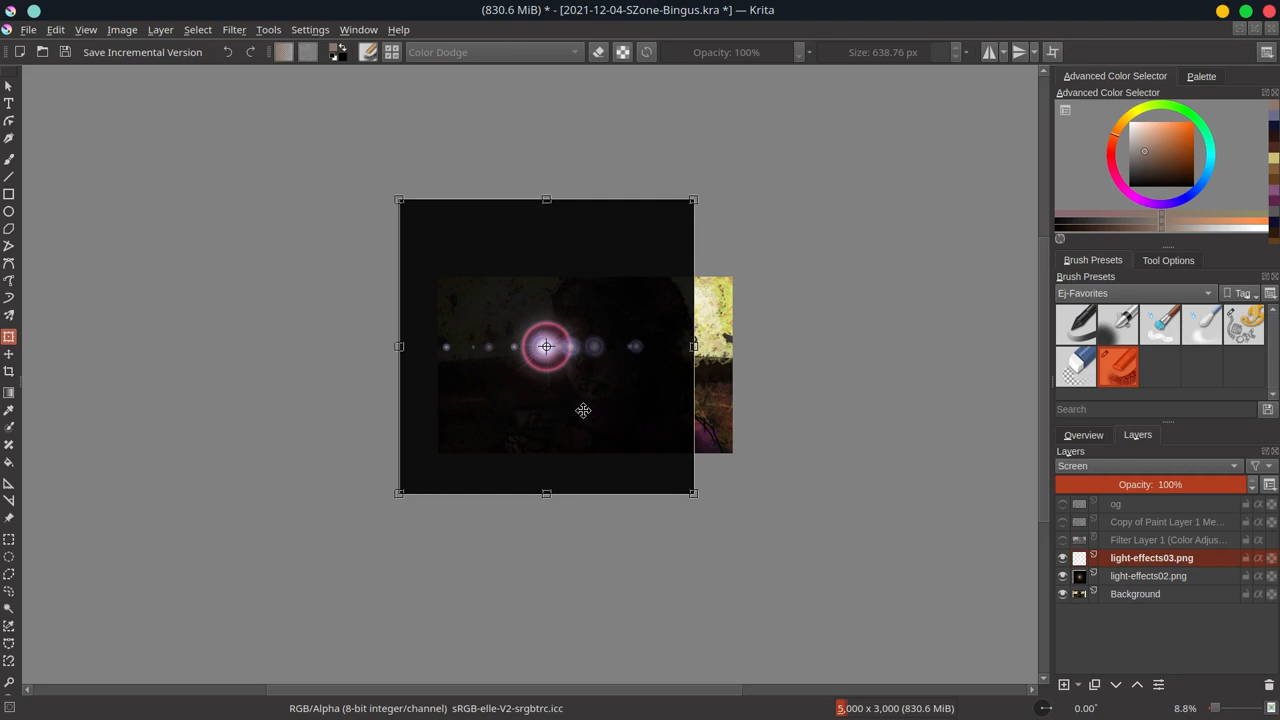 (830.6 MiB) * - [2021-12-04-SZone-Bingus.kra *] — Krita
File Edit View Image Layer Select Filter Tools Settings Window Help
Save Incremental Version
Color Dodge
Opacity: 100%
Size: 638.76 px
Advanced Color Selector
Palette
Advanced Color Selector
Brush Presets
Tool Options
Brush Presets
Ej-Favorites
Tag
Search
Overview
Layers
Layers
Screen
Opacity: 100%
og
Copy of Paint Layer 1 Me...
Filter Layer 1 (Color Adjus...
light-effects03.png
light-effects02.png
Background
RGB/Alpha (8-bit integer/channel) sRGB-elle-V2-srgbtrc.icc
5,000 x 3,000 (830.6 MiB)
0.00°
8.8%